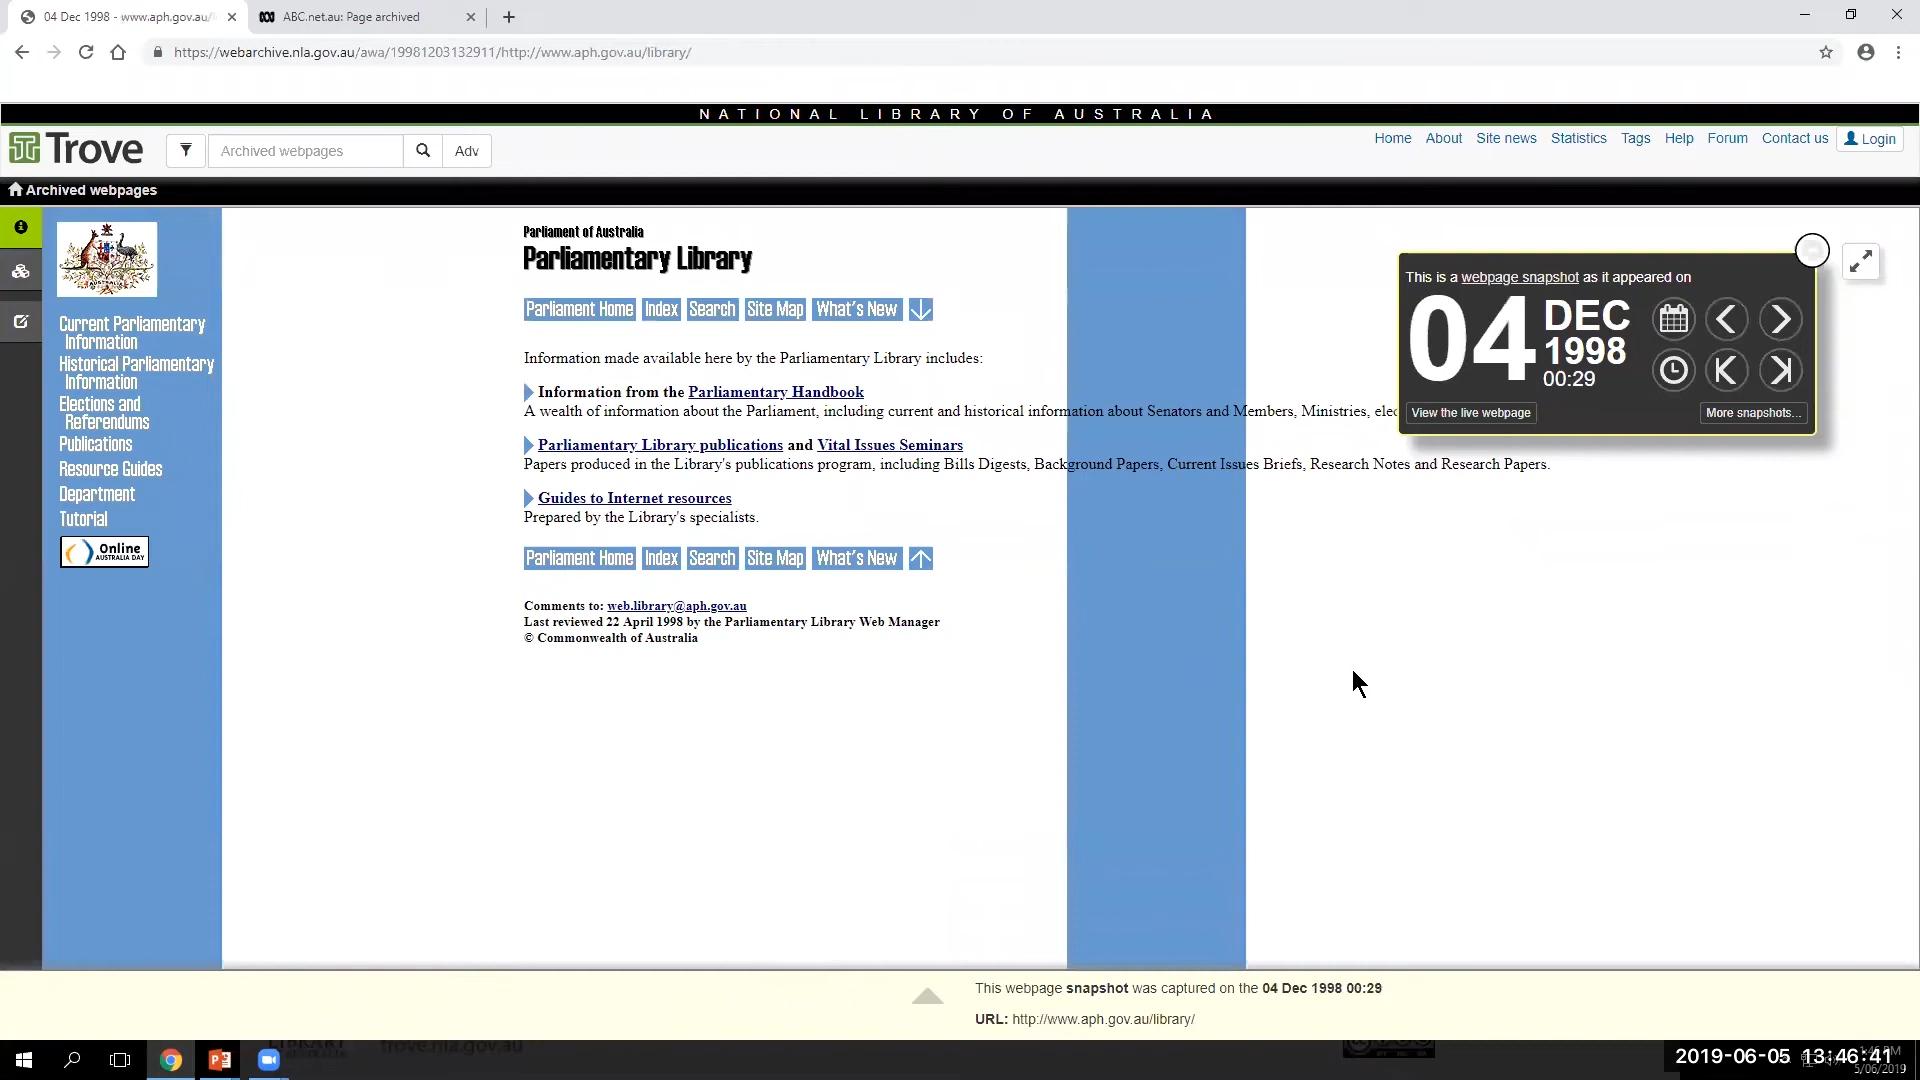 04 Dec 1998 - www.aph.gov.au/l
ABC.net.au: Page archived
https://webarchive.nla.gov.au/awa/19981203132911/http://www.aph.gov.au/library/
NATIONAL LIBRARY OF AUSTRALIA
Trove
Archived webpages
Adv
Home About Site news Statistics Tags Help Forum Contact us Login
Archived webpages
AUSTRALIA
Current Parliamentary
Information
Historical Parliamentary
Information
Elections and
Referendums
Publications
Resource Guides
Department
Tutorial
Online
AUSTRALIA DAY
Parliament of Australia
Parliamentary Library
Parliament Home Index Search Site Map What's New
Information made available here by the Parliamentary Library includes:
Information from the Parliamentary Handbook
A wealth of information about the Parliament, including current and historical information about Senators and Members, Ministries, elec
Parliamentary Library publications and Vital Issues Seminars
Papers produced in the Library's publications program, including Bills Digests, Background Papers, Current Issues Briefs, Research Notes and Research Papers.
Guides to Internet resources
Prepared by the Library's specialists.
Parliament Home Index Search Site Map What's New
Comments to: web.library@aph.gov.au
Last reviewed 22 April 1998 by the Parliamentary Library Web Manager
© Commonwealth of Australia
This is a webpage snapshot as it appeared on
04 DEC
1998
00:29
View the live webpage
More snapshots...
This webpage snapshot was captured on the 04 Dec 1998 00:29
URL: http://www.aph.gov.au/library/
trove.nla.gov.au
2019-06-05 13:46:41
5/06/2019